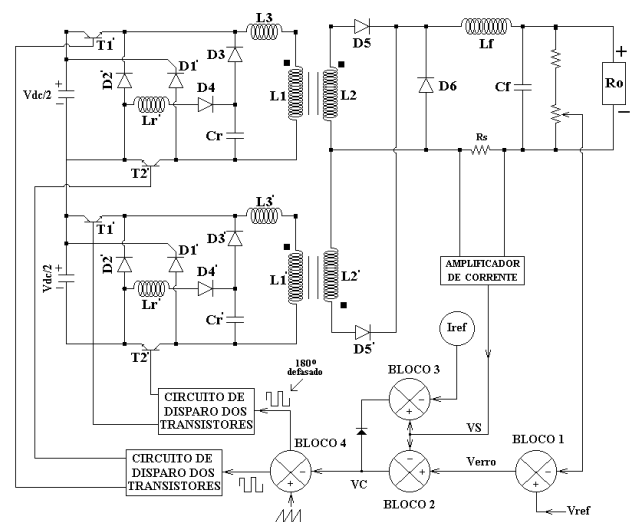 L3
D5
Lf
T1'
D3
+
D2'
D1'
D4
L1
L2
D6
Cf
Ro
Vdc/2
Lr'
Cr
Rs
T2'
L3'
T1'
D3'
D2'
D1'
D4'
L1'
L2'
AMPLIFICADOR
DE CORRENTE
Vdc/2
Lr'
Cr'
D5'
Iref
T2'
180º
defasado
BLOCO 3
CIRCUITO DE
DISPARO DOS
TRANSISTORES
VS
BLOCO 4
BLOCO 1
CIRCUITO DE
DISPARO DOS
TRANSISTORES
Verro
VC
BLOCO 2
Vref